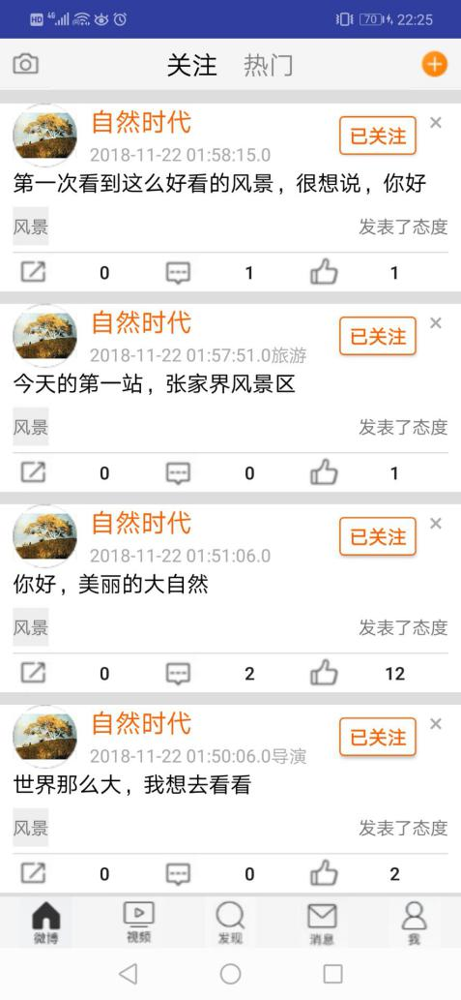 HD 4G 70 22:25
关注 热门
自然时代
已关注
2018-11-22 01:58:15.0
第一次看到这么好看的风景，很想说，你好
风景 发表了态度
0 1 1
自然时代
已关注
2018-11-22 01:57:51.0旅游
今天的第一站，张家界风景区
风景 发表了态度
0 0 1
自然时代
已关注
2018-11-22 01:51:06.0
你好，美丽的大自然
风景 发表了态度
0 2 12
自然时代
已关注
2018-11-22 01:50:06.0导演
世界那么大，我想去看看
风景 发表了态度
0 0 2
微博 视频 发现 消息 我